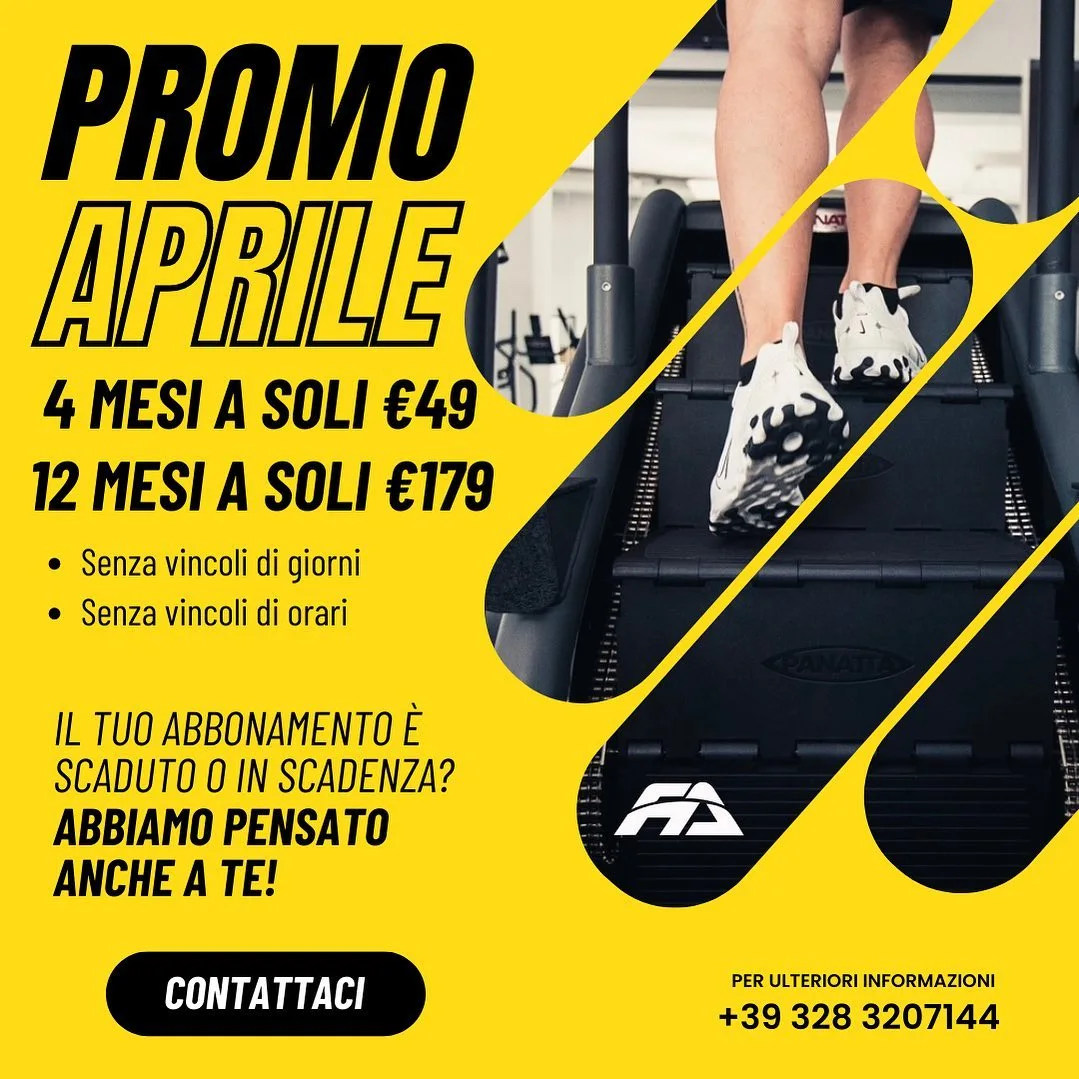 PROMO
APRILE
4 MESI A SOLI €49
12 MESI A SOLI €179
• Senza vincoli di giorni
• Senza vincoli di orari
IL TUO ABBONAMENTO È
SCADUTO O IN SCADENZA?
ABBIAMO PENSATO
ANCHE A TE!
CONTATTACI
PER ULTERIORI INFORMAZIONI
+39 328 3207144
PANATTA